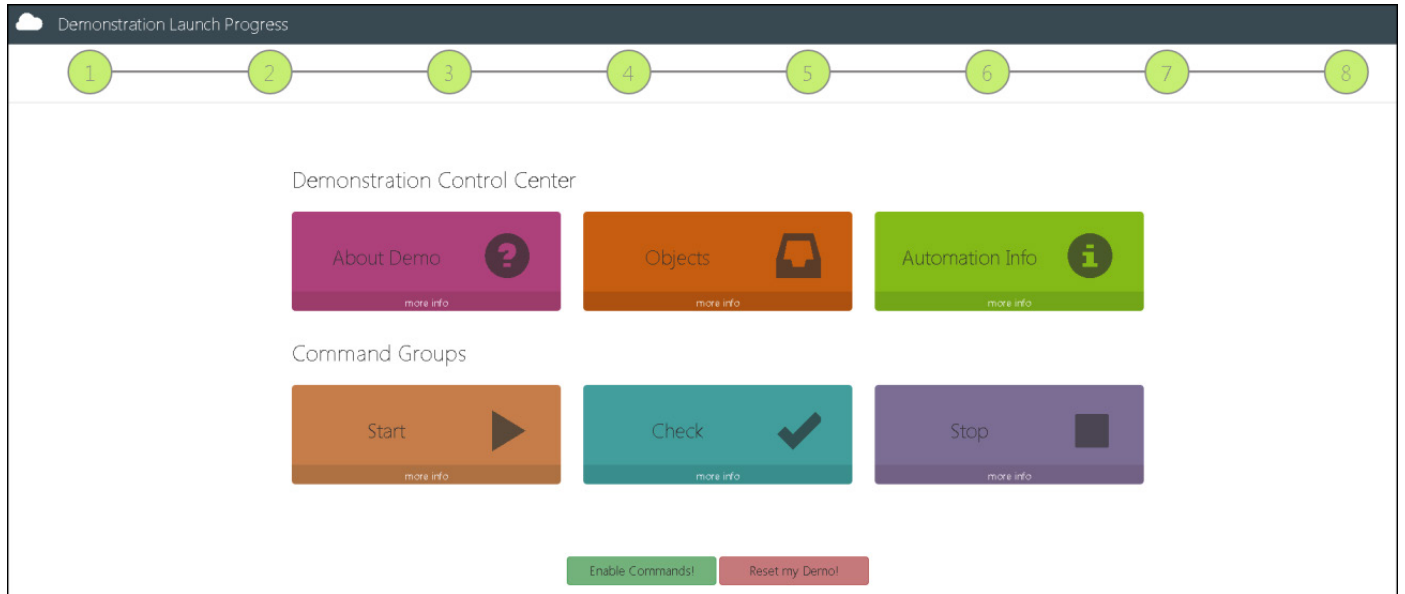 Demonstration Launch Progress
1 2 3 4 5 6 7 8
Demonstration Control Center
About Demo Objects Automation Info
more info more info more info
Command Groups
Start Check Stop
more info more info more info
Enable Commands! Reset my Demo!